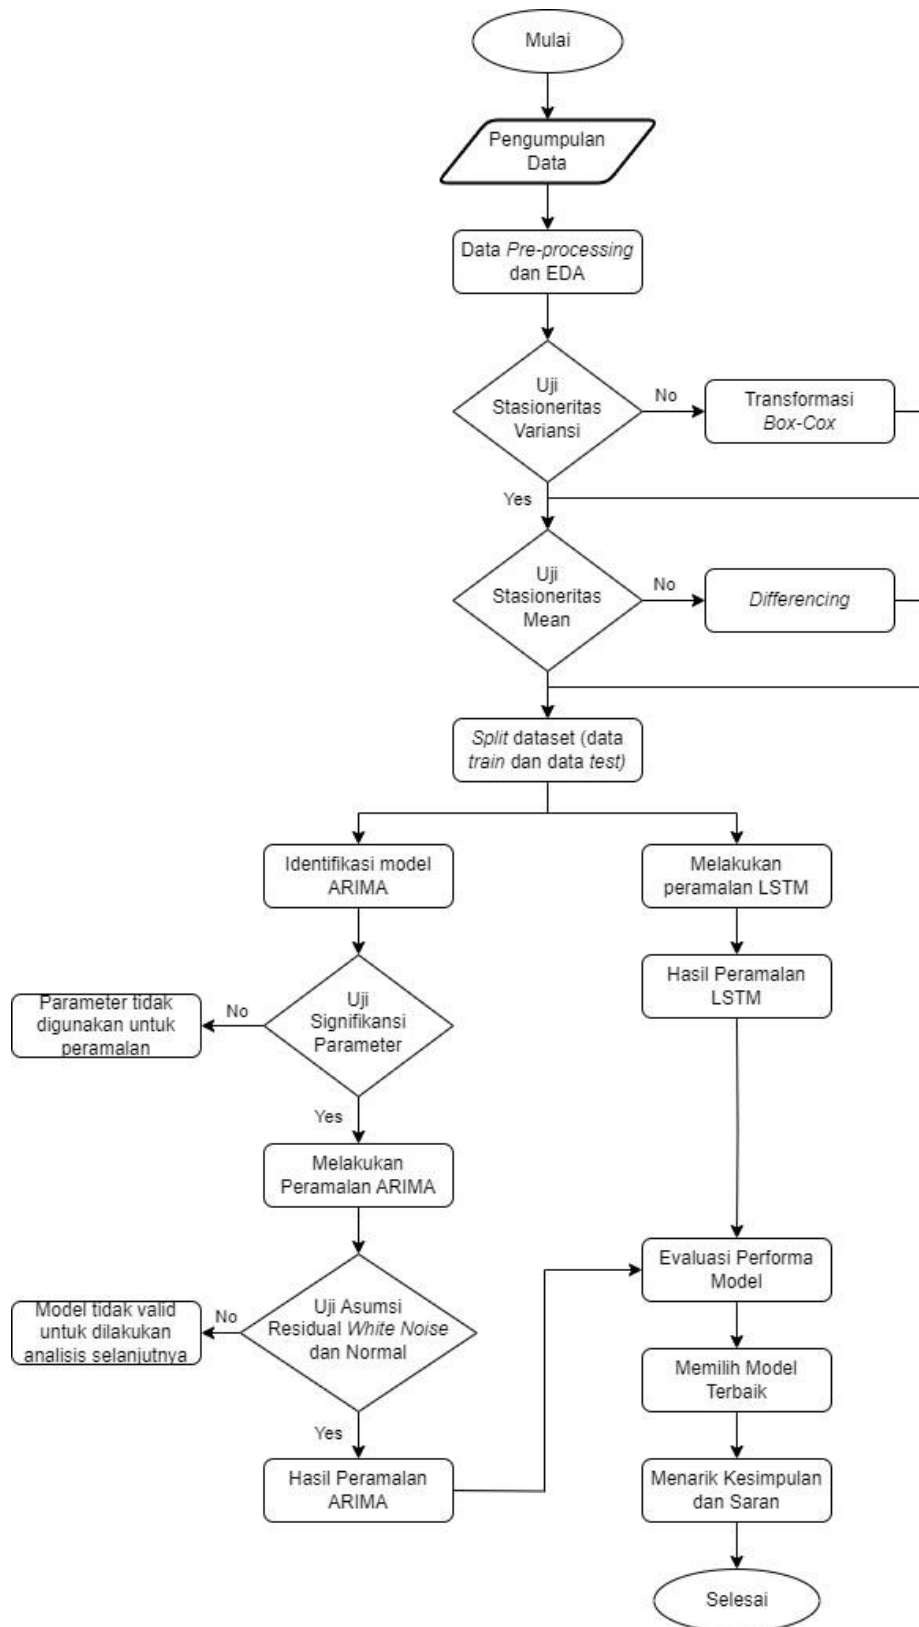 Mulai
Pengumpulan
Data
Data Pre-processing
dan EDA
Uji
Stasioneritas
Variansi
No
Transformasi
Box-Cox
Yes
Uji
Stasioneritas
Mean
No
Differencing
Split dataset (data
train dan data test)
Identifikasi model
ARIMA
Melakukan
peramalan LSTM
Hasil Peramalan
LSTM
Uji
Signifikansi
Parameter
No
Parameter tidak
digunakan untuk
peramalan
Yes
Melakukan
Peramalan ARIMA
Uji Asumsi
Residual White Noise
dan Normal
No
Model tidak valid
untuk dilakukan
analisis selanjutnya
Yes
Hasil Peramalan
ARIMA
Evaluasi Performa
Model
Memilih Model
Terbaik
Menarik Kesimpulan
dan Saran
Selesai